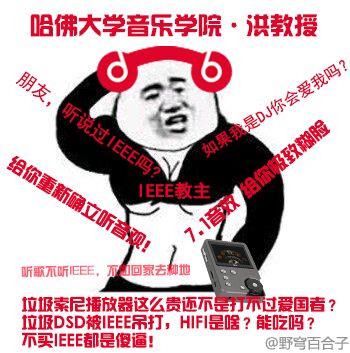 哈佛大学音乐学院·洪教授
朋友，听说过IEEE吗？
如果我是DJ你会爱我吗？
IEEE教主
给你重新确立听音观！
7.1音效 给你极致糊脸
听歌不听IEEE，不如回家去种地
垃圾索尼播放器这么贵还不是打不过爱国者？
垃圾DSD被IEEE吊打，HIFI是啥？能吃吗？
不买IEEE都是傻逼！
@野穹百合子